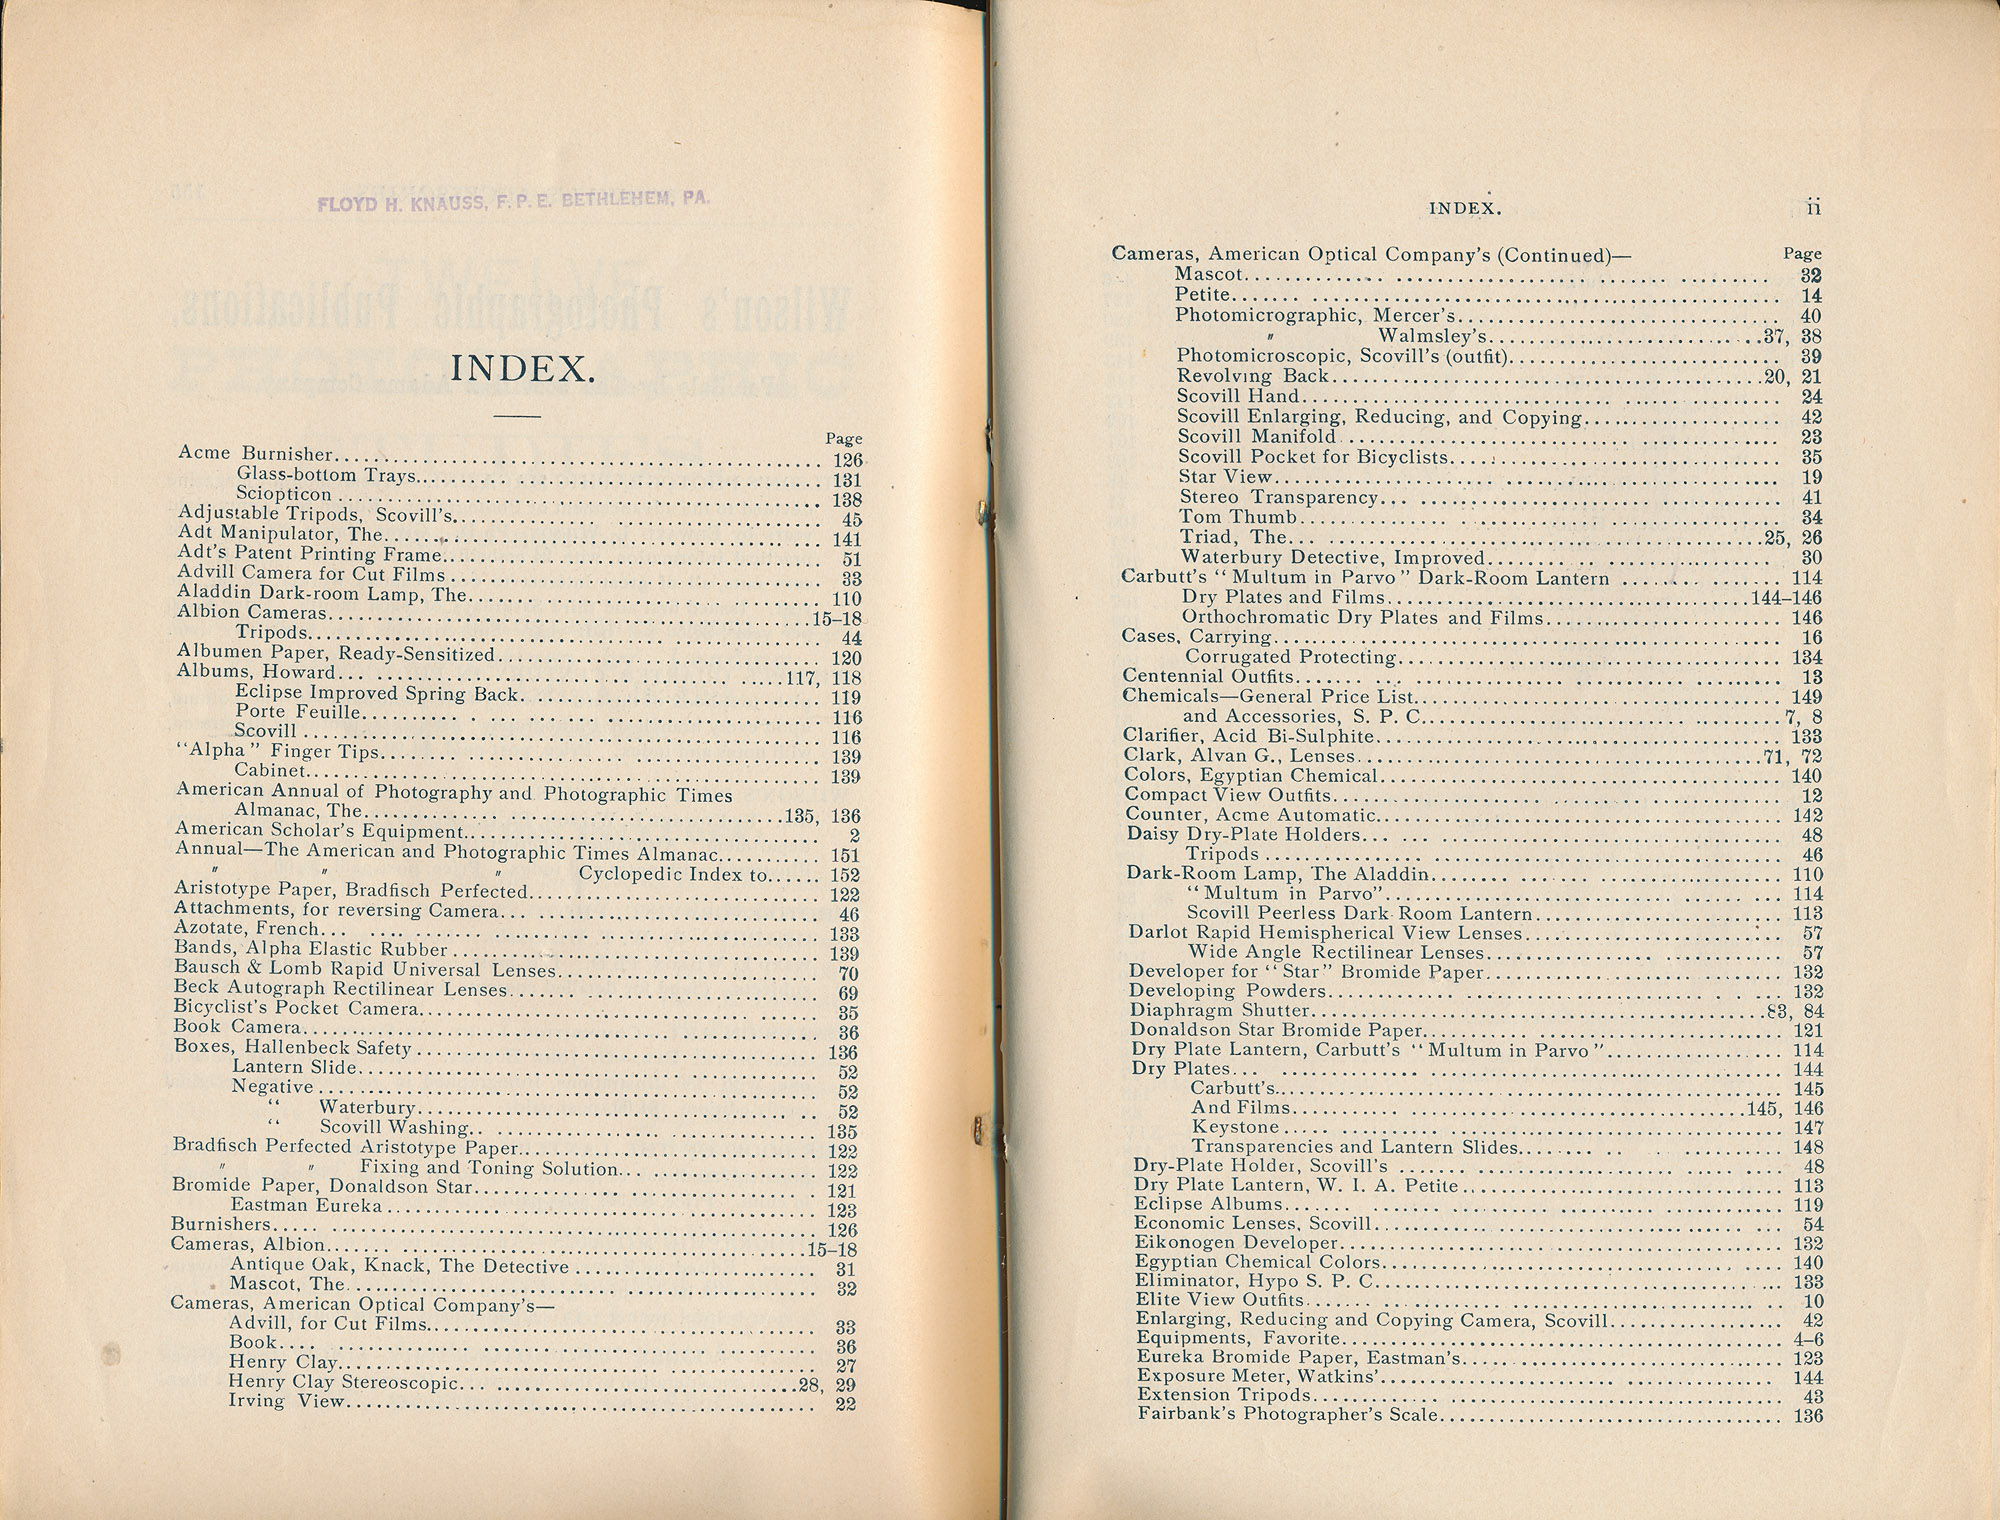 FLOYD H. KNAUSS, F. P. E. BETHLEHEM, PA.
INDEX.
Page
Acme Burnisher........ 126
Glass-bottom Trays........ 131
Sciopticon........ 138
Adjustable Tripods, Scovill's........ 45
Adt Manipulator, The........ 141
Adt's Patent Printing Frame........ 51
Advill Camera for Cut Films........ 33
Aladdin Dark-room Lamp, The........ 110
Albion Cameras........ 15–18
Tripods........ 44
Albumen Paper, Ready-Sensitized........ 120
Albums, Howard........ 117, 118
Eclipse Improved Spring Back........ 119
Porte Feuille........ 116
Scovill........ 116
"Alpha" Finger Tips........ 139
Cabinet........ 139
American Annual of Photography and Photographic Times
Almanac, The........ 135, 136
American Scholar's Equipment........ 2
Annual—The American and Photographic Times Almanac........ 151
" " " Cyclopedic Index to...... 152
Aristotype Paper, Bradfisch Perfected........ 122
Attachments, for reversing Camera........ 46
Azotate, French........ 133
Bands, Alpha Elastic Rubber........ 139
Bausch & Lomb Rapid Universal Lenses........ 70
Beck Autograph Rectilinear Lenses........ 69
Bicyclist's Pocket Camera........ 35
Book Camera........ 36
Boxes, Hallenbeck Safety........ 136
Lantern Slide........ 52
Negative........ 52
" Waterbury........ 52
" Scovill Washing........ 135
Bradfisch Perfected Aristotype Paper........ 122
" " Fixing and Toning Solution........ 122
Bromide Paper, Donaldson Star........ 121
Eastman Eureka........ 123
Burnishers........ 126
Cameras, Albion........ 15–18
Antique Oak, Knack, The Detective........ 31
Mascot, The........ 32
Cameras, American Optical Company's—
Advill, for Cut Films........ 33
Book........ 36
Henry Clay........ 27
Henry Clay Stereoscopic........ 28, 29
Irving View........ 22
INDEX. ii
Cameras, American Optical Company's (Continued)— Page
Mascot........ 32
Petite........ 14
Photomicrographic, Mercer's........ 40
" Walmsley's........ 37, 38
Photomicroscopic, Scovill's (outfit)........ 39
Revolving Back........ 20, 21
Scovill Hand........ 24
Scovill Enlarging, Reducing, and Copying........ 42
Scovill Manifold........ 23
Scovill Pocket for Bicyclists........ 35
Star View........ 19
Stereo Transparency........ 41
Tom Thumb........ 34
Triad, The........ 25, 26
Waterbury Detective, Improved........ 30
Carbutt's "Multum in Parvo" Dark-Room Lantern........ 114
Dry Plates and Films........ 144–146
Orthochromatic Dry Plates and Films........ 146
Cases, Carrying........ 16
Corrugated Protecting........ 134
Centennial Outfits........ 13
Chemicals—General Price List........ 149
and Accessories, S. P. C........ 7, 8
Clarifier, Acid Bi-Sulphite........ 133
Clark, Alvan G., Lenses........ 71, 72
Colors, Egyptian Chemical........ 140
Compact View Outfits........ 12
Counter, Acme Automatic........ 142
Daisy Dry-Plate Holders........ 48
Tripods........ 46
Dark-Room Lamp, The Aladdin........ 110
"Multum in Parvo"........ 114
Scovill Peerless Dark Room Lantern........ 113
Darlot Rapid Hemispherical View Lenses........ 57
Wide Angle Rectilinear Lenses........ 57
Developer for "Star" Bromide Paper........ 132
Developing Powders........ 132
Diaphragm Shutter........ 83, 84
Donaldson Star Bromide Paper........ 121
Dry Plate Lantern, Carbutt's "Multum in Parvo"........ 114
Dry Plates........ 144
Carbutt's........ 145
And Films........ 145, 146
Keystone........ 147
Transparencies and Lantern Slides........ 148
Dry-Plate Holder, Scovill's........ 48
Dry Plate Lantern, W. I. A. Petite........ 113
Eclipse Albums........ 119
Economic Lenses, Scovill........ 54
Eikonogen Developer........ 132
Egyptian Chemical Colors........ 140
Eliminator, Hypo S. P. C........ 133
Elite View Outfits........ 10
Enlarging, Reducing and Copying Camera, Scovill........ 42
Equipments, Favorite........ 4–6
Eureka Bromide Paper, Eastman's........ 123
Exposure Meter, Watkins'........ 144
Extension Tripods........ 43
Fairbank's Photographer's Scale........ 136